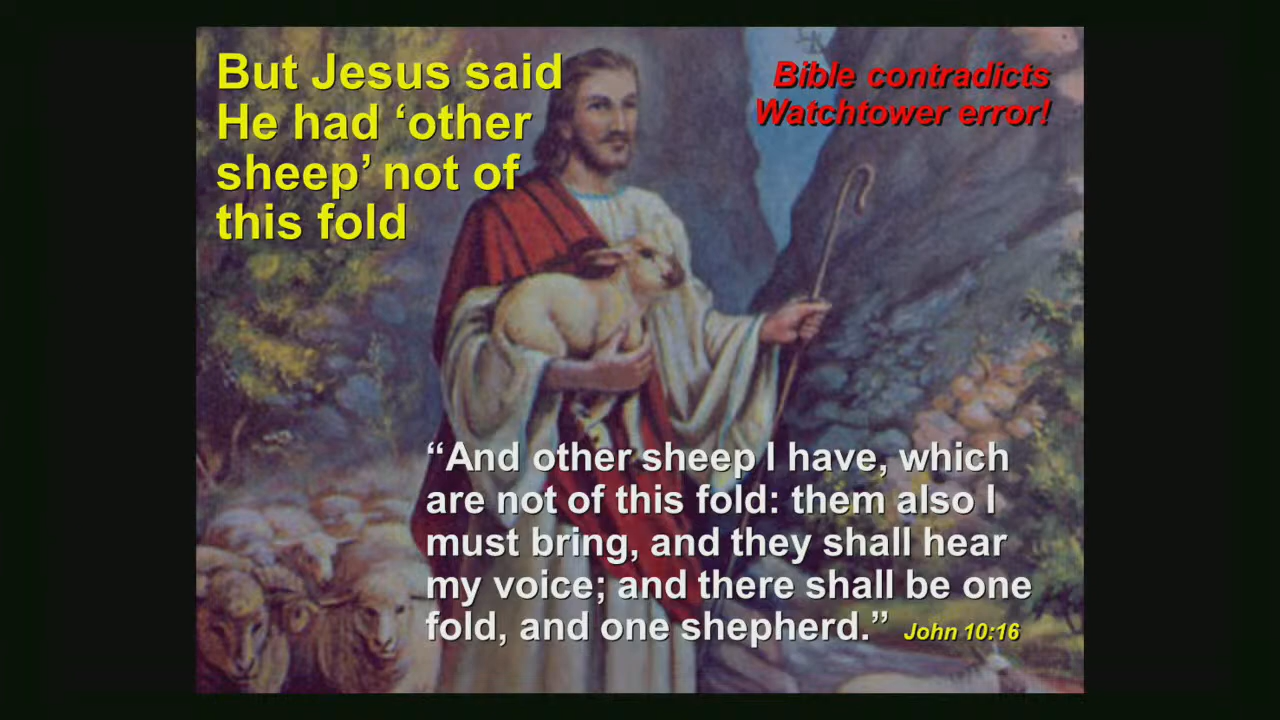 But Jesus said
He had ‘other
sheep’ not of
this fold
Bible contradicts
Watchtower error!
“And other sheep I have, which
are not of this fold: them also I
must bring, and they shall hear
my voice; and there shall be one
fold, and one shepherd.” John 10:16